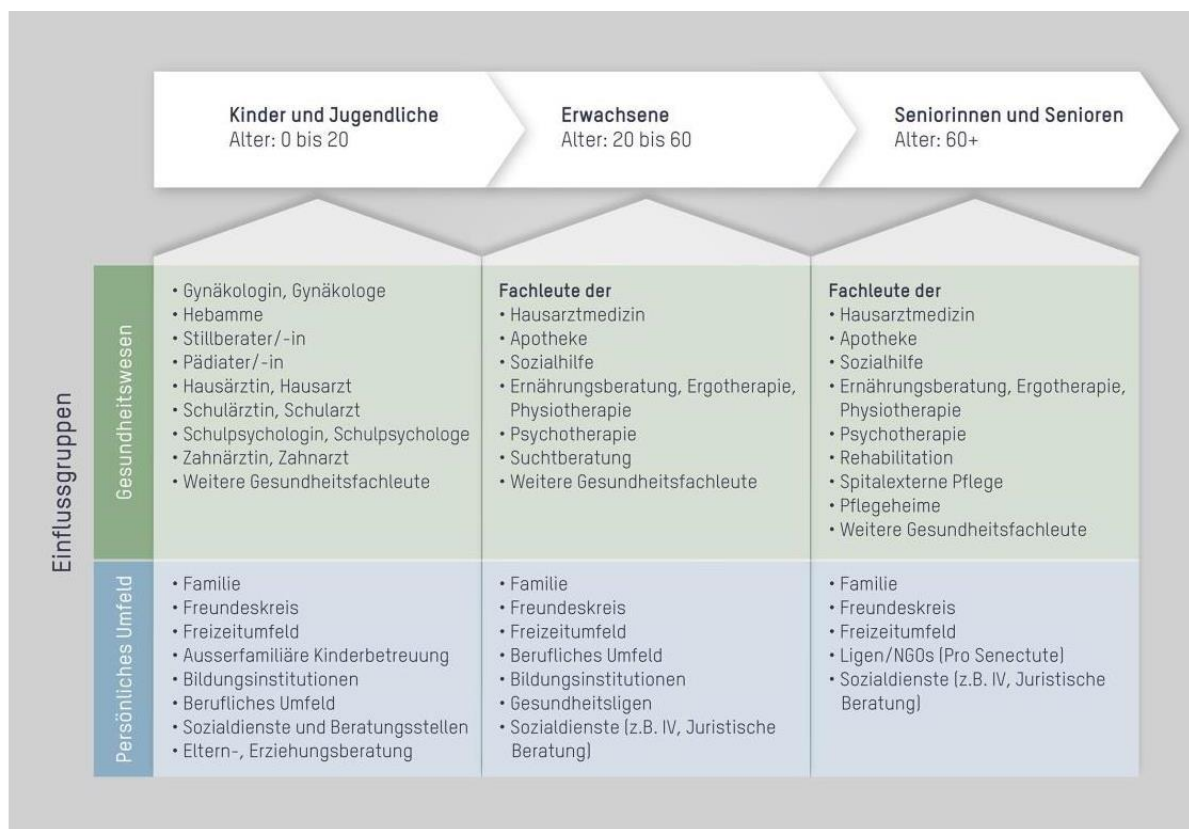 Kinder und Jugendliche
Alter: 0 bis 20
Erwachsene
Alter: 20 bis 60
Seniorinnen und Senioren
Alter: 60+
Einflussgruppen
Gesundheitswesen
• Gynäkologin, Gynäkologe
• Hebamme
• Stillberater/-in
• Pädiater/-in
• Hausärztin, Hausarzt
• Schulärztin, Schularzt
• Schulpsychologin, Schulpsychologe
• Zahnärztin, Zahnarzt
• Weitere Gesundheitsfachleute
Fachleute der
• Hausarztmedizin
• Apotheke
• Sozialhilfe
• Ernährungsberatung, Ergotherapie,
Physiotherapie
• Psychotherapie
• Suchtberatung
• Weitere Gesundheitsfachleute
Fachleute der
• Hausarztmedizin
• Apotheke
• Sozialhilfe
• Ernährungsberatung, Ergotherapie,
Physiotherapie
• Psychotherapie
• Rehabilitation
• Spitalexterne Pflege
• Pflegeheime
• Weitere Gesundheitsfachleute
Persönliches Umfeld
• Familie
• Freundeskreis
• Freizeitumfeld
• Ausserfamiliäre Kinderbetreuung
• Bildungsinstitutionen
• Berufliches Umfeld
• Sozialdienste und Beratungsstellen
• Eltern-, Erziehungsberatung
• Familie
• Freundeskreis
• Freizeitumfeld
• Berufliches Umfeld
• Bildungsinstitutionen
• Gesundheitsligen
• Sozialdienste (z.B. IV, Juristische
Beratung)
• Familie
• Freundeskreis
• Freizeitumfeld
• Ligen/NGOs (Pro Senectute)
• Sozialdienste (z.B. IV, Juristische
Beratung)